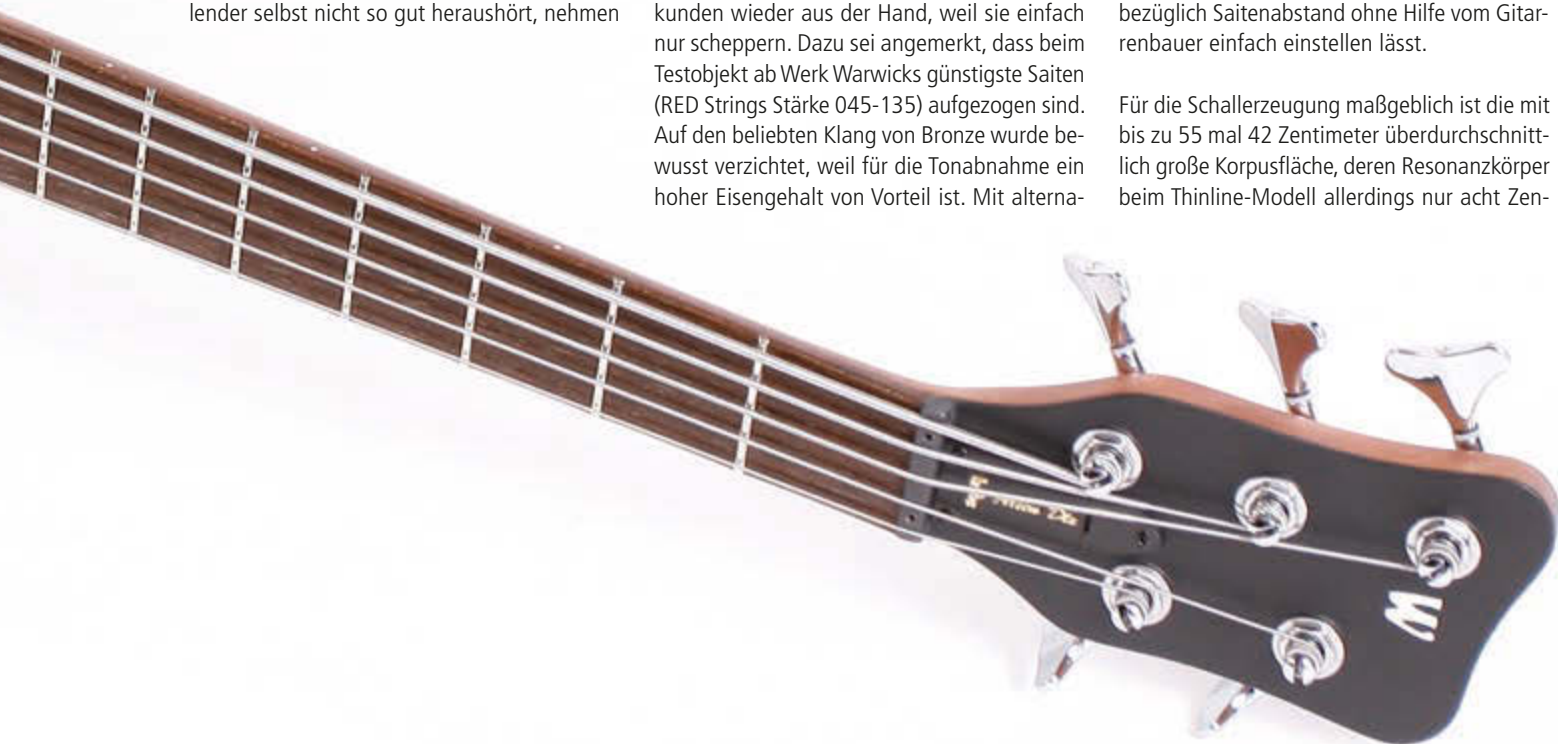 lender selbst nicht so gut heraushört, nehmen
kunden wieder aus der Hand, weil sie einfach
nur scheppern. Dazu sei angemerkt, dass beim
Testobjekt ab Werk Warwicks günstigste Saiten
(RED Strings Stärke 045-135) aufgezogen sind.
Auf den beliebten Klang von Bronze wurde be-
wusst verzichtet, weil für die Tonabnahme ein
hoher Eisengehalt von Vorteil ist. Mit alterna-
bezüglich Saitenabstand ohne Hilfe vom Gitar-
renbauer einfach einstellen lässt.
Für die Schallerzeugung maßgeblich ist die mit
bis zu 55 mal 42 Zentimeter überdurchschnitt-
lich große Korpusfläche, deren Resonanzkörper
beim Thinline-Modell allerdings nur acht Zen-
W